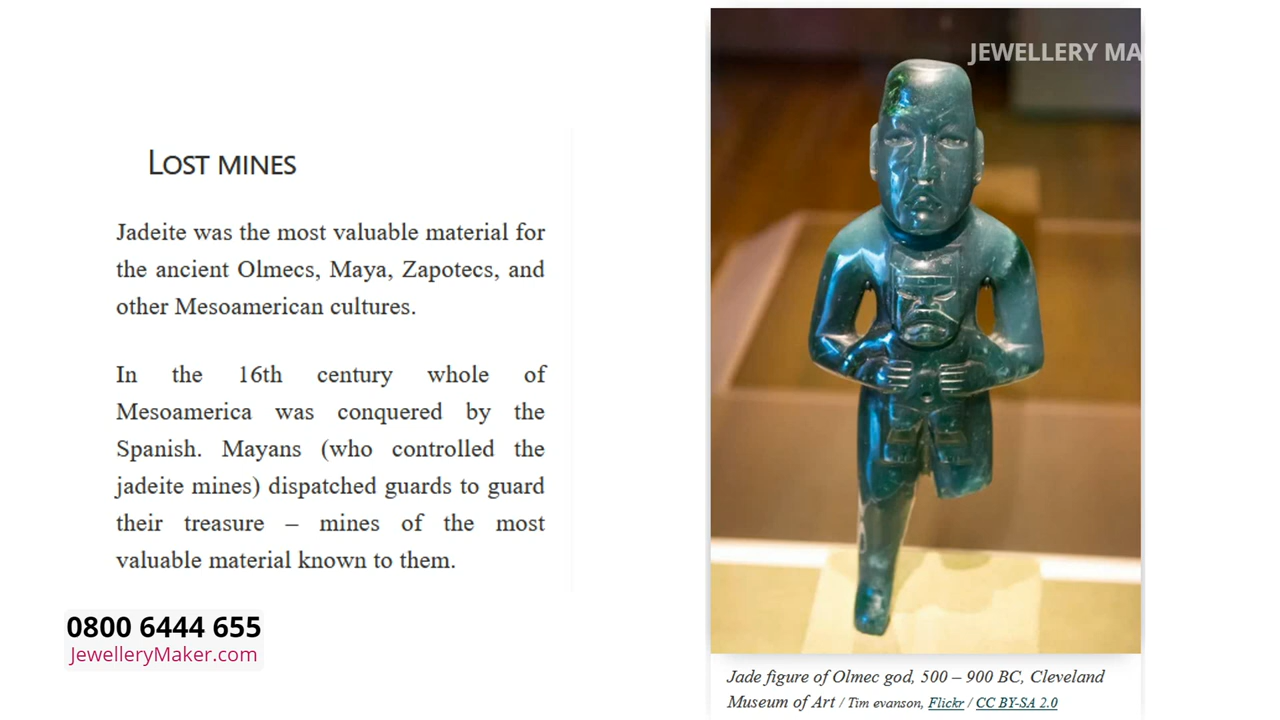 Lost mines
Jadeite was the most valuable material for
the ancient Olmecs, Maya, Zapotecs, and
other Mesoamerican cultures.
In the 16th century whole of
Mesoamerica was conquered by the
Spanish. Mayans (who controlled the
jadeite mines) dispatched guards to guard
their treasure – mines of the most
valuable material known to them.
0800 6444 655
JewelleryMaker.com
JEWELLERY MA
Jade figure of Olmec god, 500 – 900 BC, Cleveland
Museum of Art / Tim evanson, Flickr / CC BY-SA 2.0